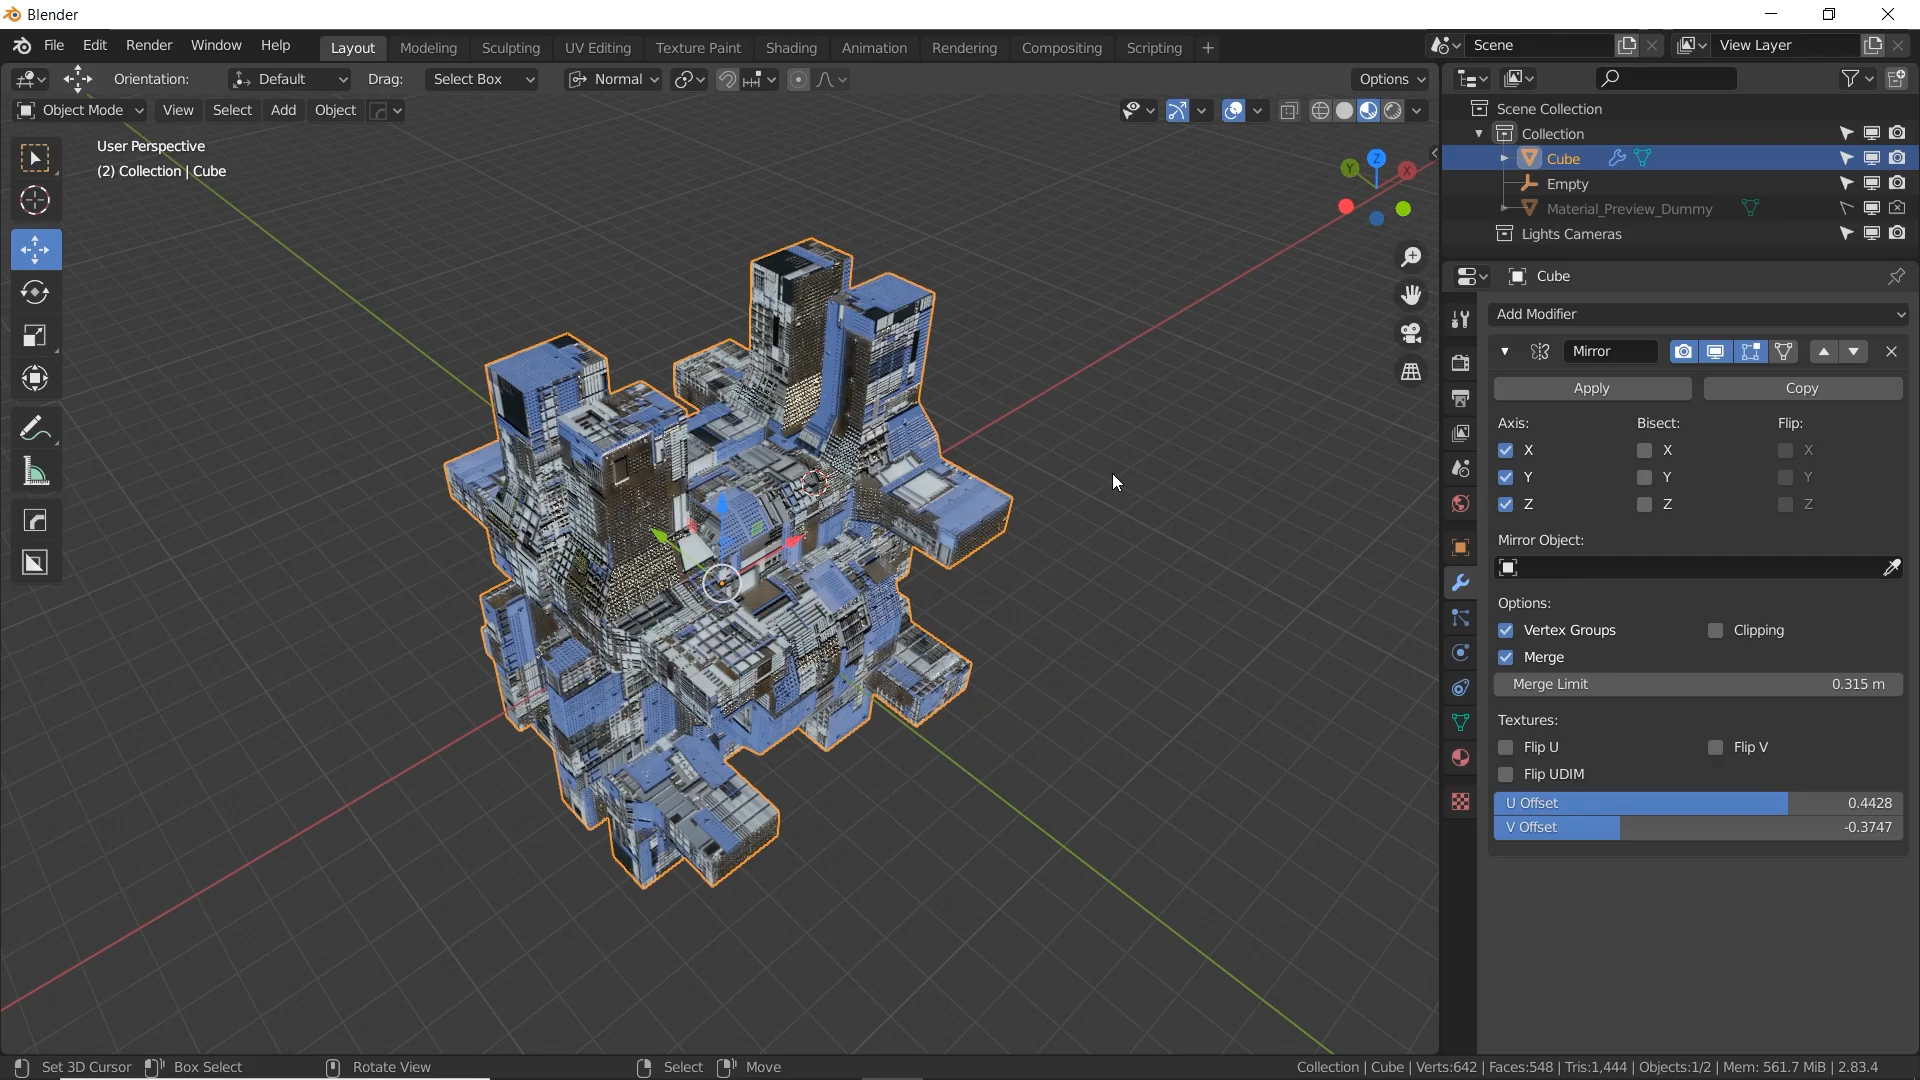 Blender
File Edit Render Window Help Layout Modeling Sculpting UV Editing Texture Paint Shading Animation Rendering Compositing Scripting + Scene View Layer
Orientation: Default Drag: Select Box Normal Options
Object Mode View Select Add Object
User Perspective
(2) Collection | Cube
Z
Y
X
Scene Collection
Collection
Cube
Empty
Material_Preview_Dummy
Lights Cameras
Cube
Add Modifier
Mirror
Apply Copy
Axis: Bisect: Flip:
X X X
Y Y Y
Z Z Z
Mirror Object:
Options:
Vertex Groups Clipping
Merge
Merge Limit 0.315 m
Textures:
Flip U Flip V
Flip UDIM
U Offset 0.4428
V Offset -0.3747
Set 3D Cursor Box Select Rotate View Select Move Collection | Cube | Verts:642 | Faces:548 | Tris:1,444 | Objects:1/2 | Mem: 561.7 MiB | 2.83.4